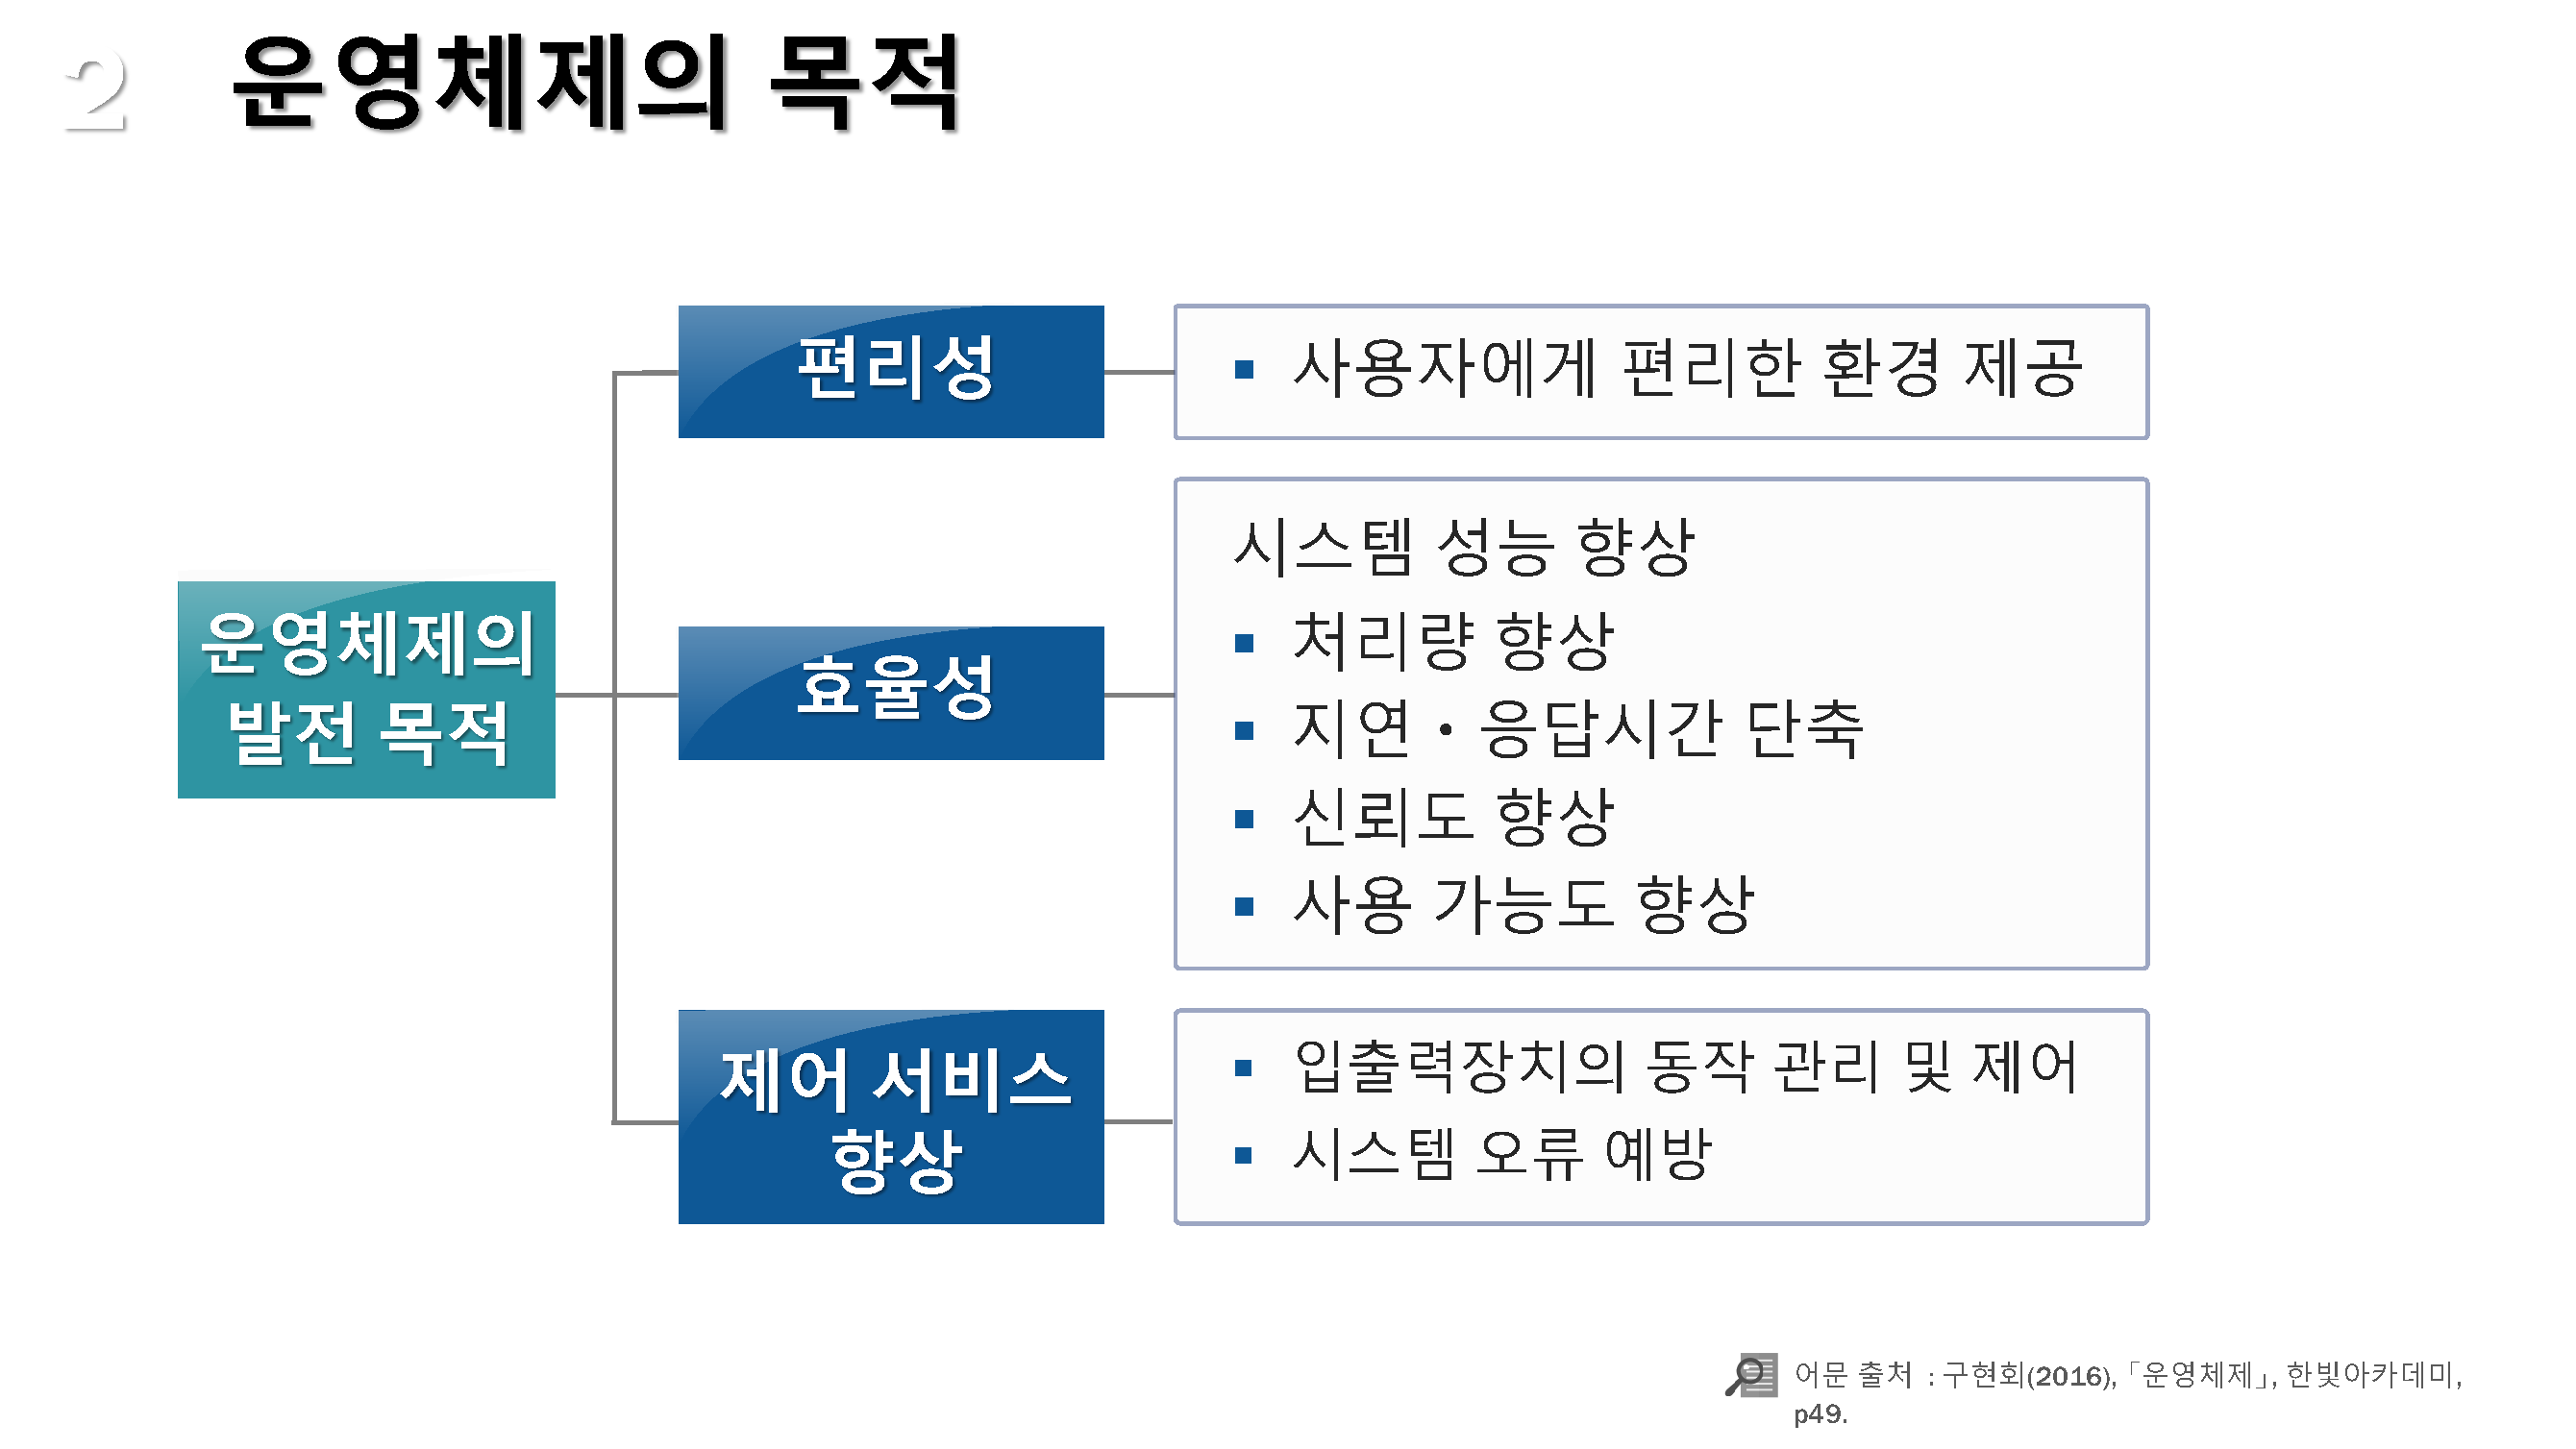 2 운영체제의 목적
편리성
▪ 사용자에게 편리한 환경 제공
운영체제의
발전 목적
효율성
시스템 성능 향상
▪ 처리량 향상
▪ 지연·응답시간 단축
▪ 신뢰도 향상
▪ 사용 가능도 향상
제어 서비스
향상
▪ 입출력장치의 동작 관리 및 제어
▪ 시스템 오류 예방
어문 출처 : 구현회(2016), 「운영체제」, 한빛아카데미,
p49.